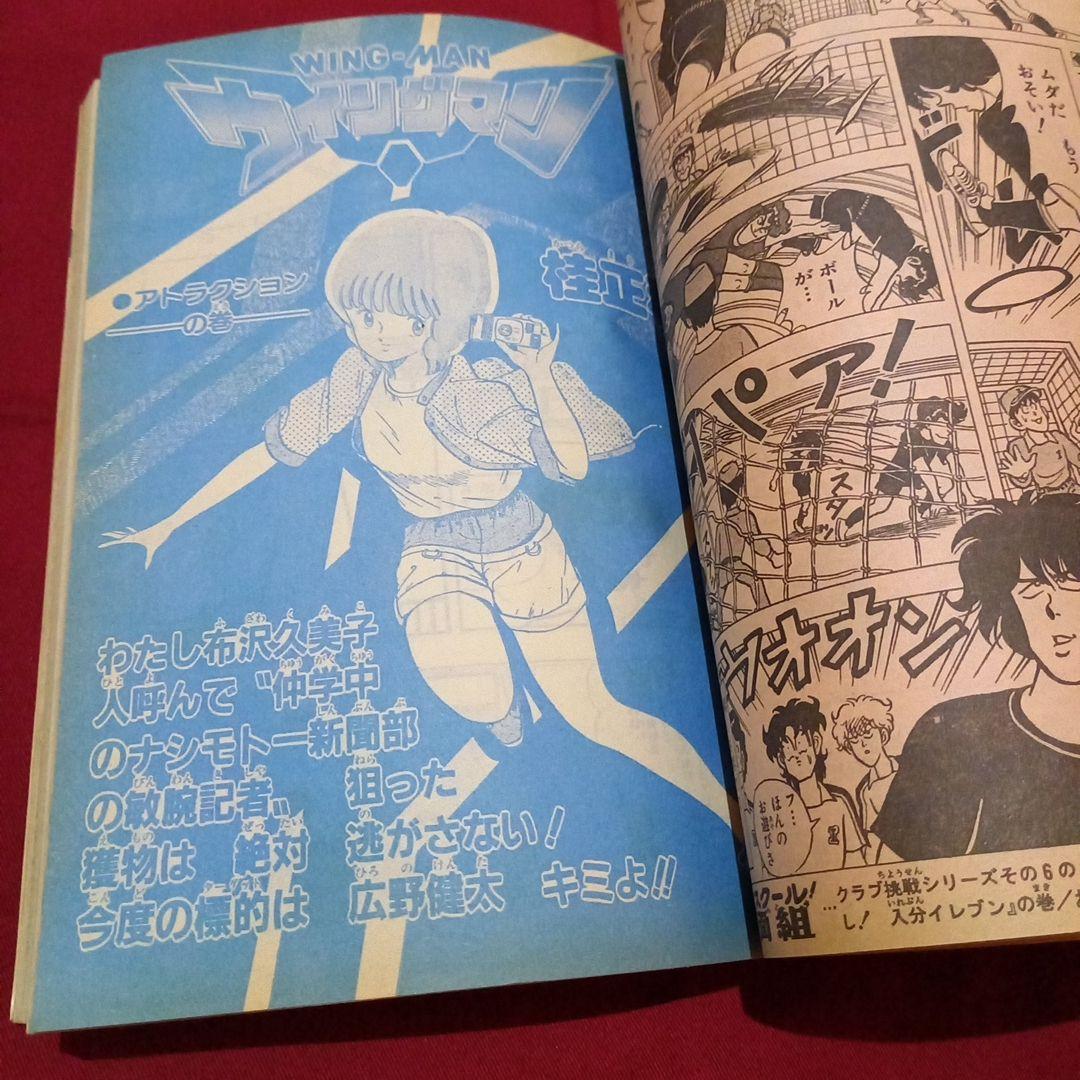 WING-MAN
ウイングマン
●アトラクション
の巻
桂正
わたし布沢久美子
人呼んで〝仲学中
のナシモト―新聞部
の敏腕記者〟 狙った
獲物は 絶対 逃がさない!
今度の標的は 広野健太 キミよ!!
ムダだ
もう
おそい!
ボール
が…
パア!
スタッ
オオン
フ…
ほんの
お遊びさ
スクール!
面組
…クラブ挑戦シリーズその6の
し! 入分イレブン』の巻/お